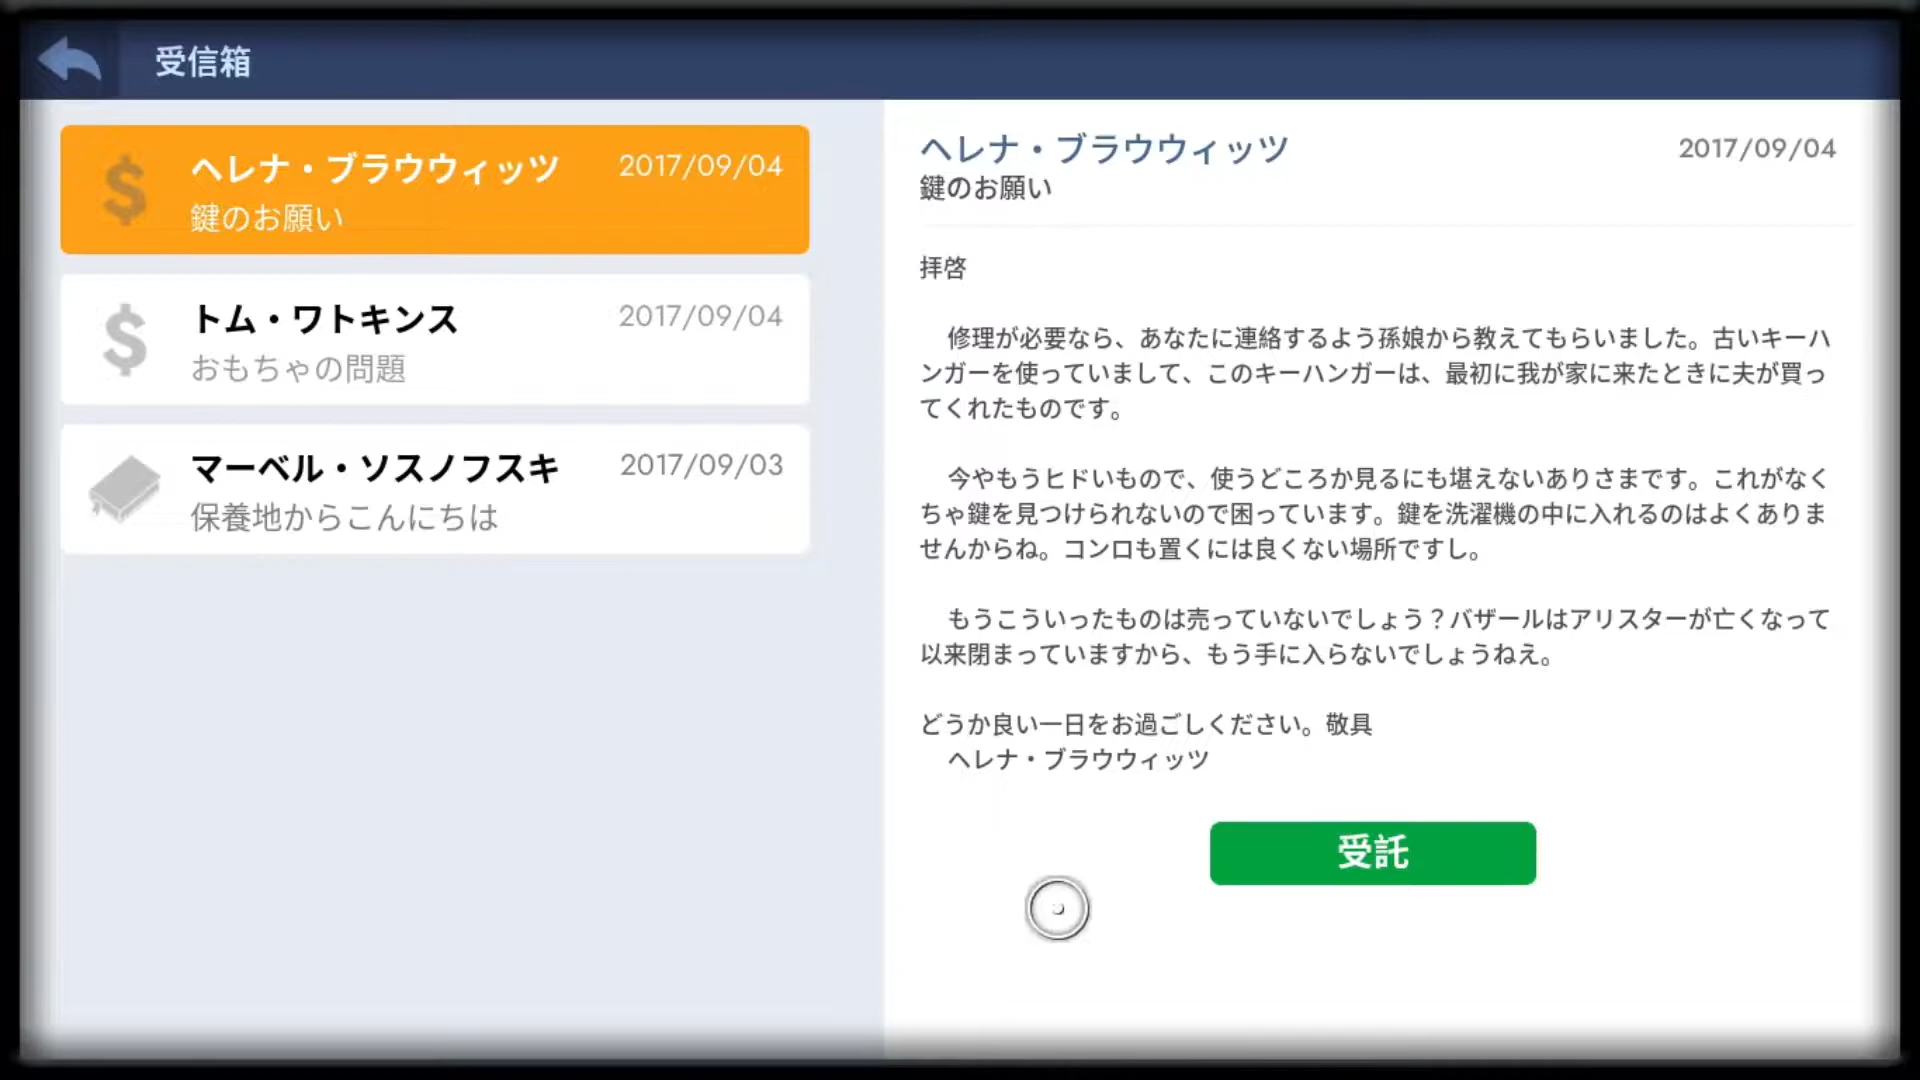 受信箱
ヘレナ・ブラウウィッツ 2017/09/04
鍵のお願い
トム・ワトキンス 2017/09/04
おもちゃの問題
マーベル・ソスノフスキ 2017/09/03
保養地からこんにちは
ヘレナ・ブラウウィッツ 2017/09/04
鍵のお願い
拝啓
修理が必要なら、あなたに連絡するよう孫娘から教えてもらいました。古いキーハ
ンガーを使っていまして、このキーハンガーは、最初に我が家に来たときに夫が買っ
てくれたものです。
今やもうヒドいもので、使うどころか見るにも堪えないありさまです。これがなく
ちゃ鍵を見つけられないので困っています。鍵を洗濯機の中に入れるのはよくありま
せんからね。コンロも置くには良くない場所ですし。
もうこういったものは売っていないでしょう？バザールはアリスターが亡くなって
以来閉まっていますから、もう手に入らないでしょうねえ。
どうか良い一日をお過ごしください。敬具
ヘレナ・ブラウウィッツ
受託